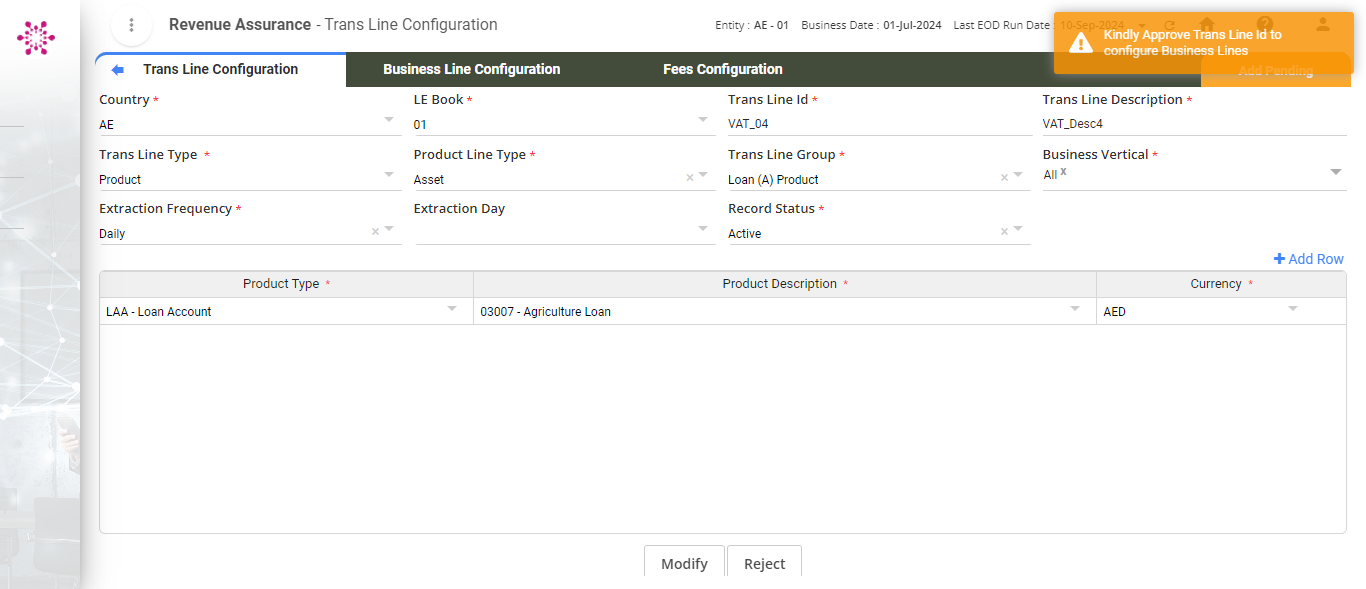 Revenue Assurance - Trans Line Configuration
Entity : AE - 01 Business Date : 01-Jul-2024 Last EOD Run Date : 10-Sep-2024
Kindly Approve Trans Line Id to
configure Business Lines
Trans Line Configuration Business Line Configuration Fees Configuration Add Pending
Country * LE Book * Trans Line Id * Trans Line Description *
AE 01 VAT_04 VAT_Desc4
Trans Line Type * Product Line Type * Trans Line Group * Business Vertical *
Product Asset × Loan (A) Product × All x
Extraction Frequency * Extraction Day Record Status *
Daily × Active ×
+ Add Row
Product Type * Product Description * Currency *
LAA - Loan Account 03007 - Agriculture Loan AED
Modify Reject